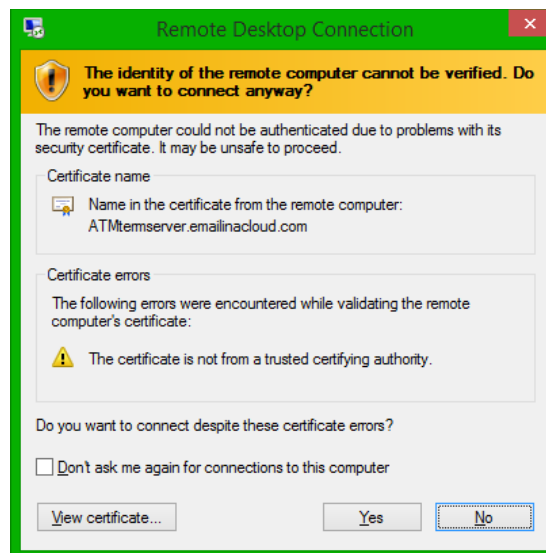 Remote Desktop Connection
The identity of the remote computer cannot be verified. Do
you want to connect anyway?
The remote computer could not be authenticated due to problems with its
security certificate. It may be unsafe to proceed.
Certificate name
Name in the certificate from the remote computer:
ATMtermserver.emailinacloud.com
Certificate errors
The following errors were encountered while validating the remote
computer's certificate:
The certificate is not from a trusted certifying authority.
Do you want to connect despite these certificate errors?
Don't ask me again for connections to this computer
View certificate...
Yes
No